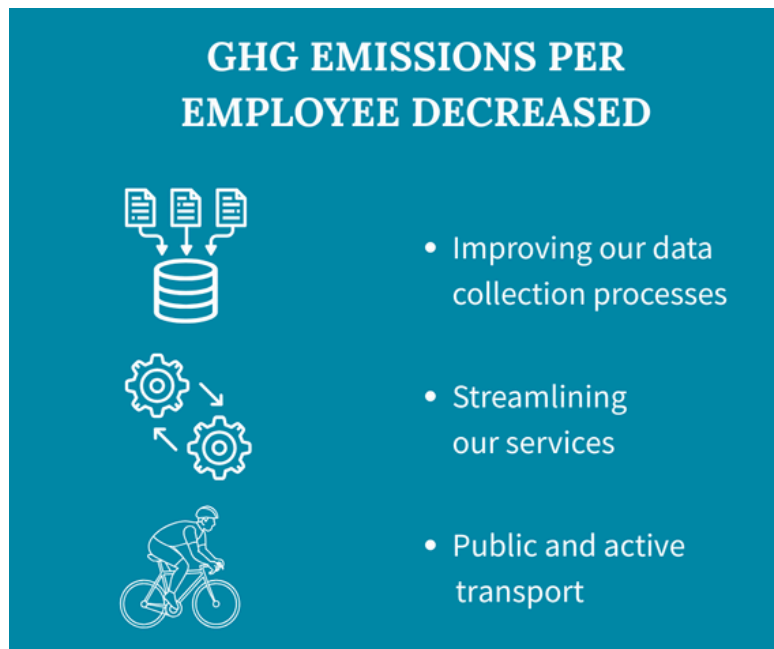 GHG EMISSIONS PER
EMPLOYEE DECREASED
• Improving our data
collection processes
• Streamlining
our services
• Public and active
transport